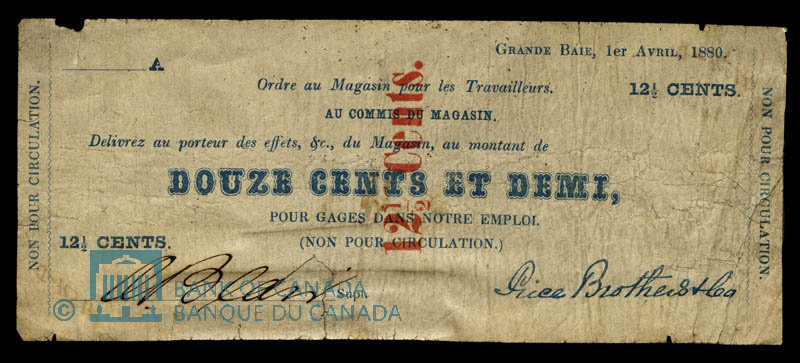 GRANDE BAIE, 1er AVRIL, 1880.
A
Ordre au Magasin pour les Travailleurs.
12½ CENTS.
AU COMMIS DU MAGASIN.
Delivrez au porteur des effets, &c., du Magasin, au montant de
DOUZE CENTS ET DEMI,
POUR GAGES DANS NOTRE EMPLOI.
12½ CENTS.
(NON POUR CIRCULATION.)
Supt
Price Brothers & Co
NON POUR CIRCULATION.
NON POUR CIRCULATION.
12½ Cents.
© BANK OF CANADA
BANQUE DU CANADA